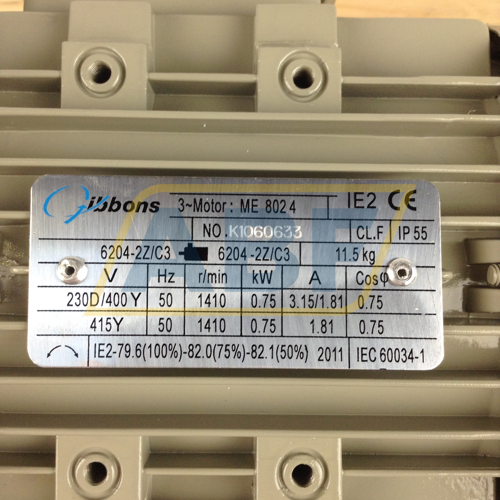 Gibbons 3~Motor: ME 802 4 IE2 CE
NO. K1060633 CL.F IP 55
6204-2Z/C3 6204-2Z/C3 11.5 kg
V Hz r/min kW A Cosφ
230D/400Y 50 1410 0.75 3.15/1.81 0.75
415Y 50 1410 0.75 1.81 0.75
IE2-79.6(100%)-82.0(75%)-82.1(50%) 2011 IEC 60034-1